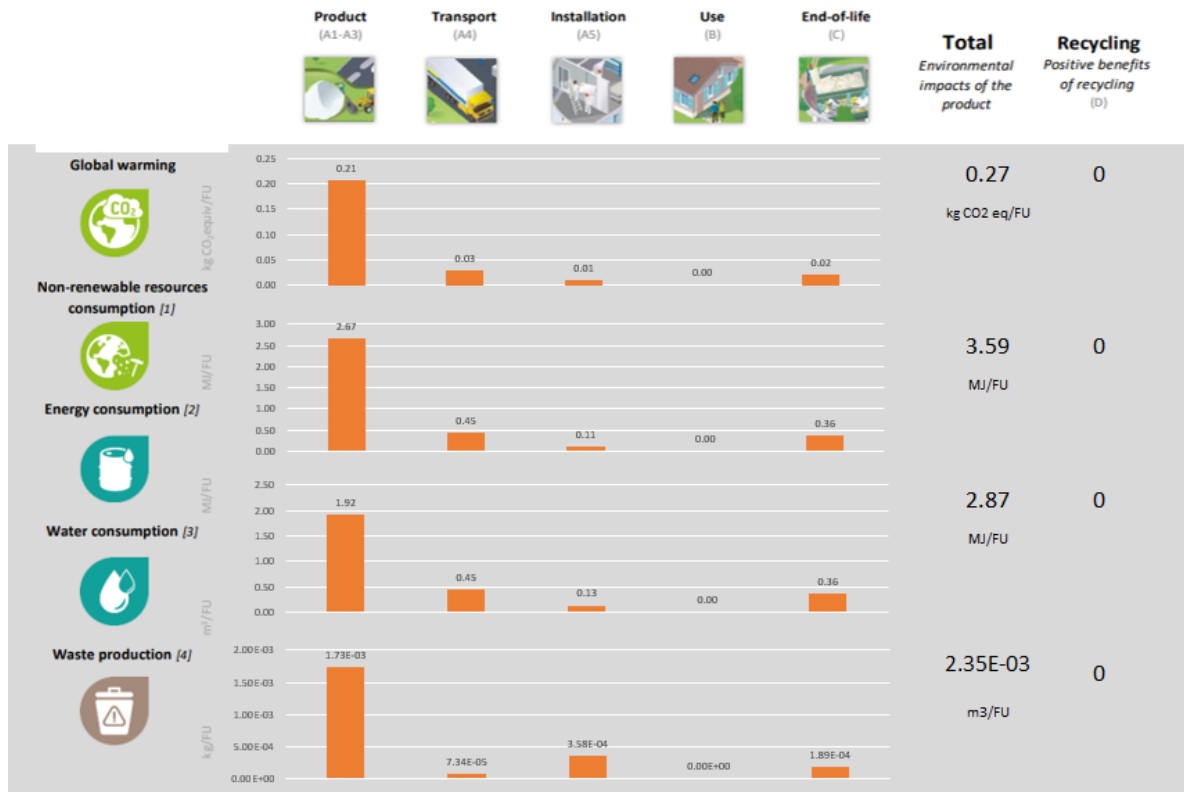 Product
(A1-A3)
Transport
(A4)
Installation
(A5)
Use
(B)
End-of-life
(C)
Total
Environmental
impacts of the
product
Recycling
Positive benefits
of recycling
(D)
Global warming
CO₂
kg CO₂equiv/FU
0.25
0.20
0.15
0.10
0.05
0.00
0.21
0.03
0.01
0.00
0.02
0.27
kg CO2 eq/FU
0
Non-renewable resources
consumption [1]
MJ/FU
3.00
2.50
2.00
1.50
1.00
0.50
0.00
2.67
0.45
0.11
0.00
0.36
3.59
MJ/FU
0
Energy consumption [2]
MJ/FU
2.50
2.00
1.50
1.00
0.50
0.00
1.92
0.45
0.13
0.00
0.36
2.87
MJ/FU
0
Water consumption [3]
m³/FU
2.00E-03
1.50E-03
1.00E-03
5.00E-04
0.00E+00
1.73E-03
7.34E-05
3.58E-04
0.00E+00
1.89E-04
2.35E-03
m3/FU
0
Waste production [4]
kg/FU